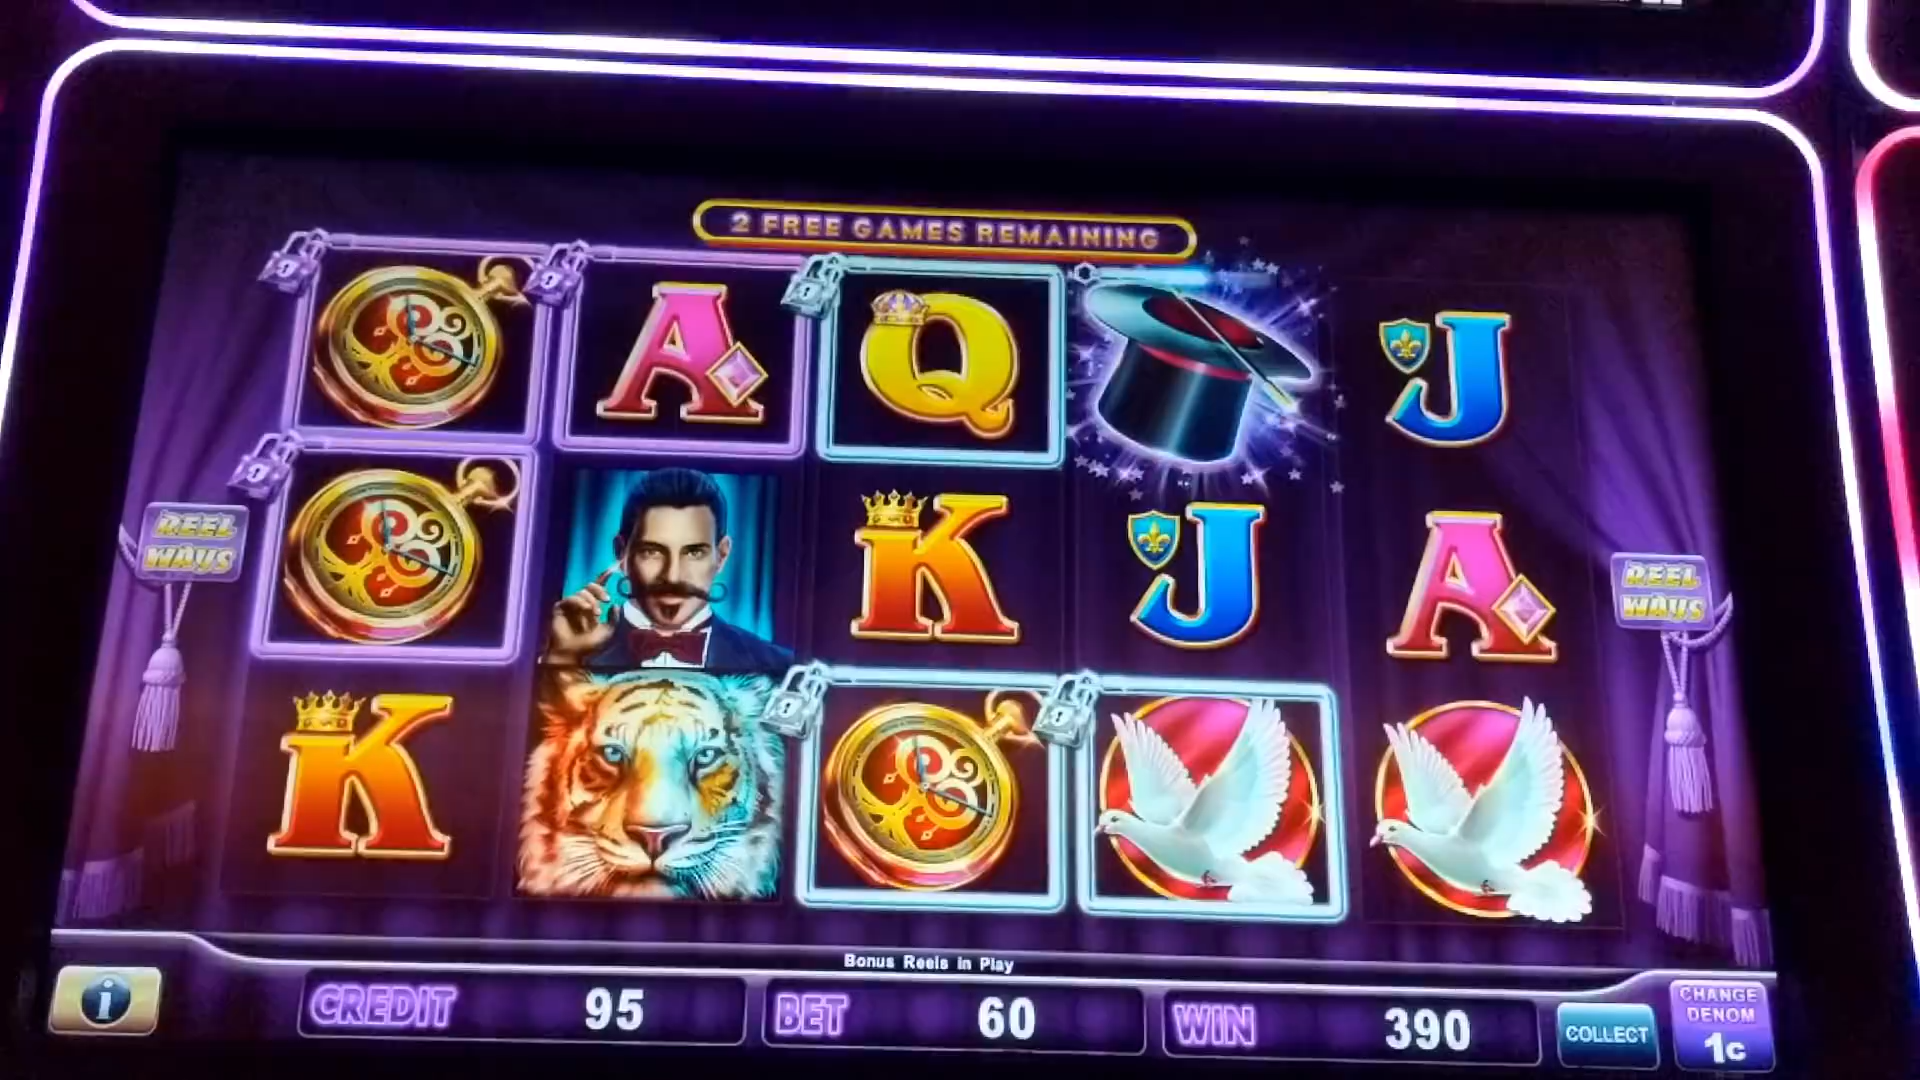 2 FREE GAMES REMAINING
A
Q
J
REEL
WAYS
K
J
A
REEL
WAYS
K
Bonus Reels in Play
i
CREDIT 95
BET 60
WIN 390
COLLECT
CHANGE
DENOM
1c